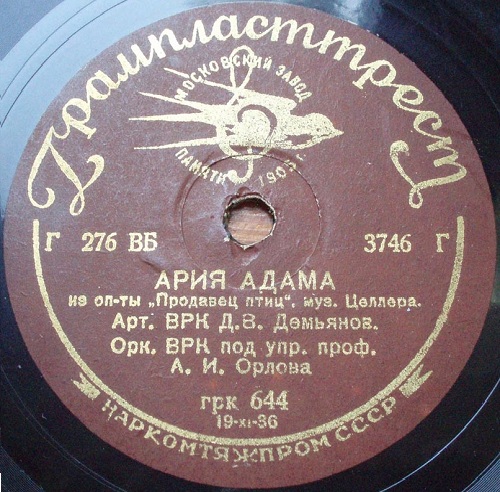 Грампласттрест
МОСКОВСКИЙ ЗАВОД
ПАМЯТИ 1905 г.
Г 276 ВБ
3746 Г
АРИЯ АДАМА
из оп-ты „Продавец птиц“, муз. Целлера.
Арт. ВРК Д. В. Демьянов.
Орк. ВРК под упр. проф.
А. И. Орлова
грк 644
19-XI-36
НАРКОМТЯЖПРОМ СССР